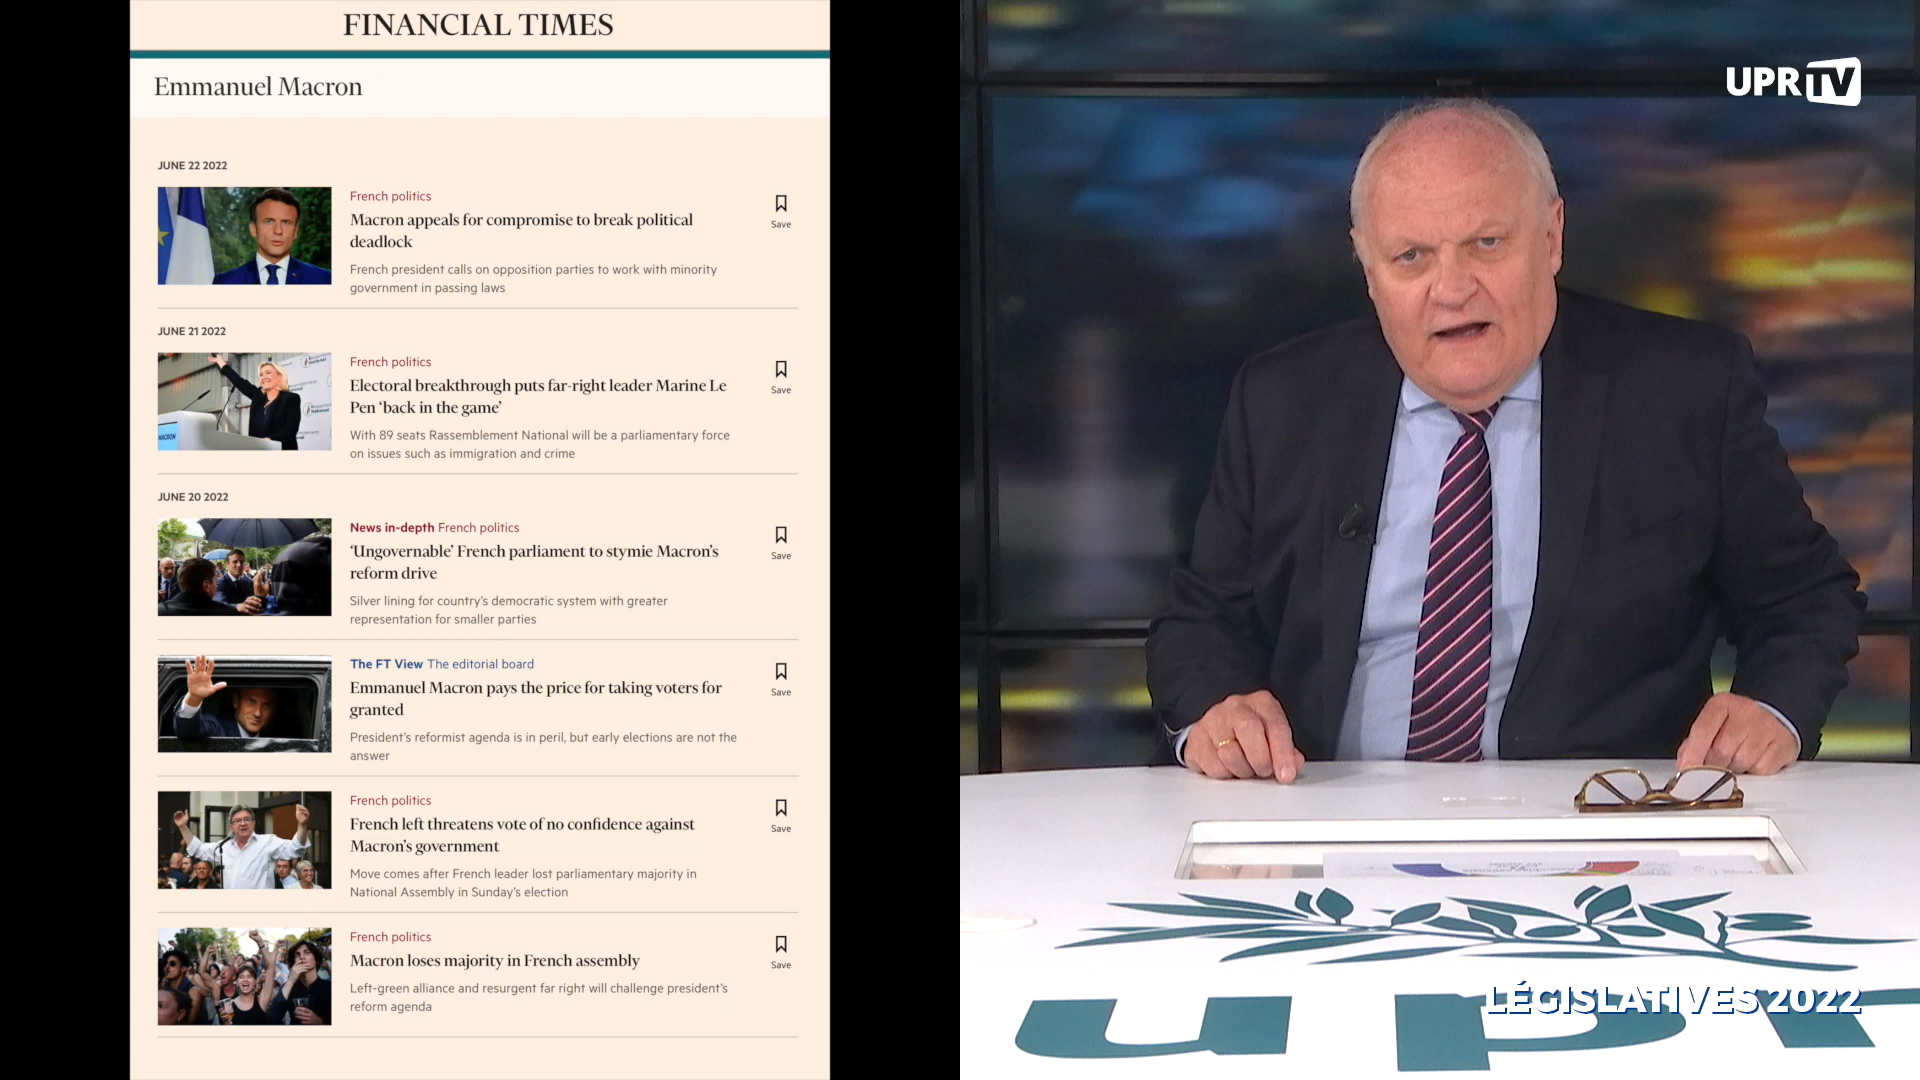 FINANCIAL TIMES
Emmanuel Macron
JUNE 22 2022
French politics
Macron appeals for compromise to break political
deadlock
French president calls on opposition parties to work with minority
government in passing laws
Save
JUNE 21 2022
French politics
Electoral breakthrough puts far-right leader Marine Le
Pen ‘back in the game’
With 89 seats Rassemblement National will be a parliamentary force
on issues such as immigration and crime
Save
JUNE 20 2022
News in-depth French politics
‘Ungovernable’ French parliament to stymie Macron’s
reform drive
Silver lining for country’s democratic system with greater
representation for smaller parties
Save
The FT View The editorial board
Emmanuel Macron pays the price for taking voters for
granted
President’s reformist agenda is in peril, but early elections are not the
answer
Save
French politics
French left threatens vote of no confidence against
Macron’s government
Move comes after French leader lost parliamentary majority in
National Assembly in Sunday’s election
Save
French politics
Macron loses majority in French assembly
Left-green alliance and resurgent far right will challenge president’s
reform agenda
UPR TV
Save
LÉGISLATIVES 2022
upr